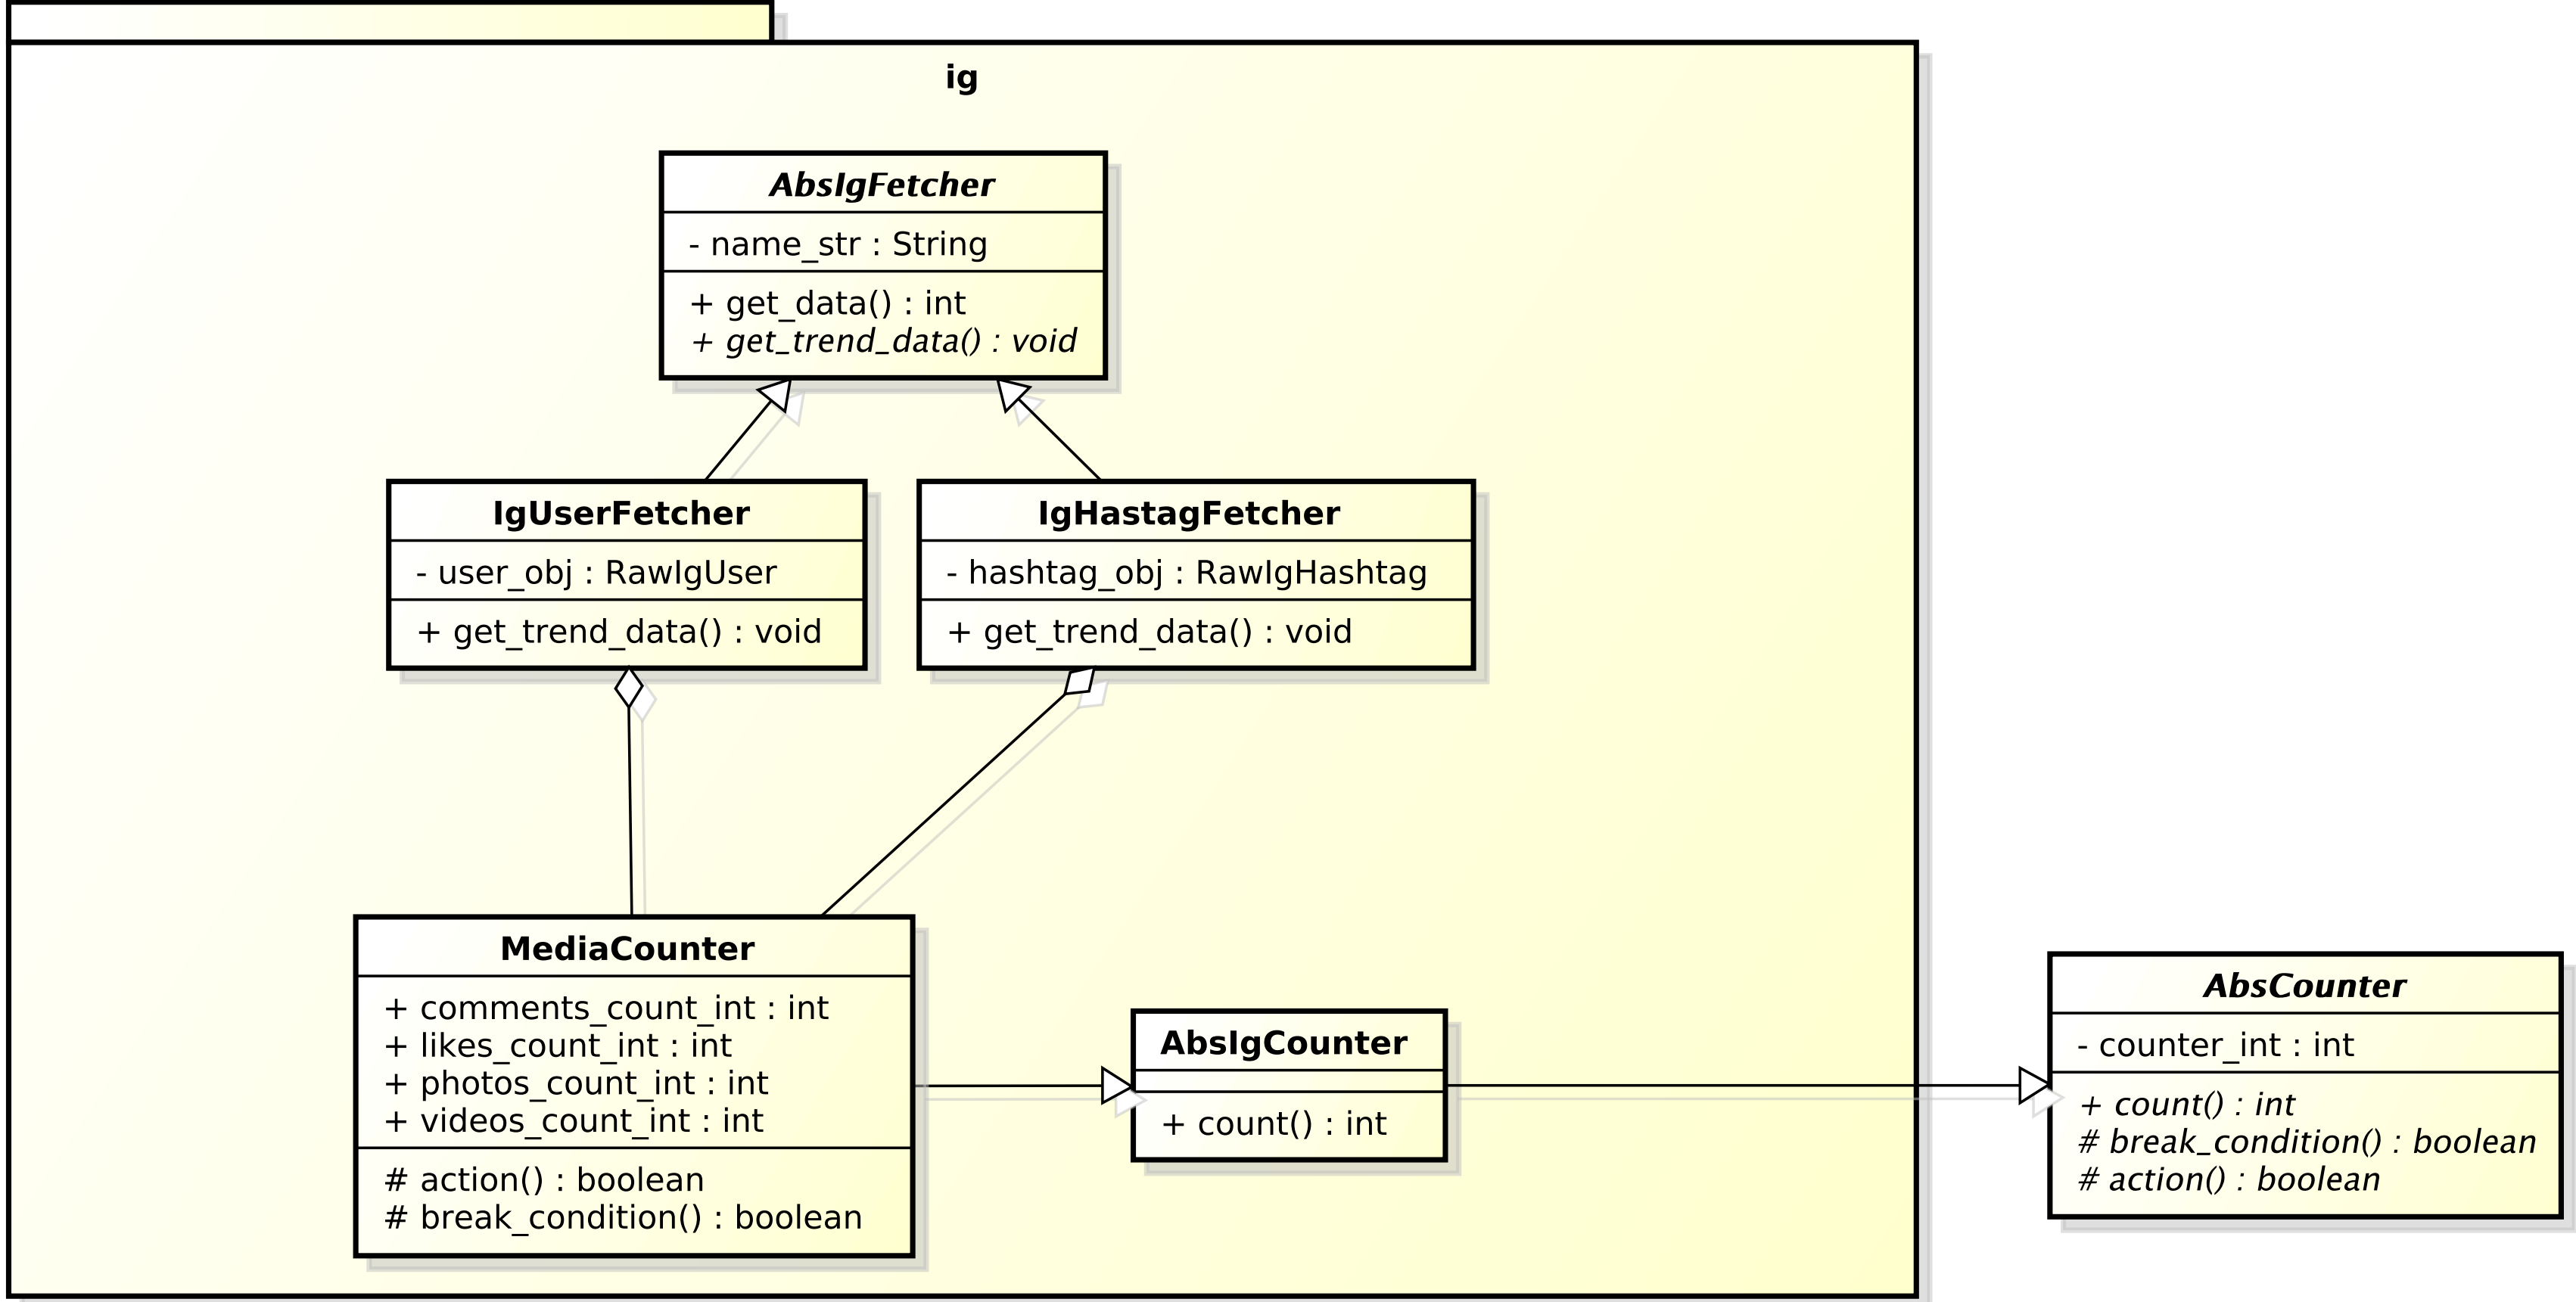 ig
AbsIgFetcher
- name_str : String
+ get_data() : int
+ get_trend_data() : void
IgUserFetcher
- user_obj : RawIgUser
+ get_trend_data() : void
IgHastagFetcher
- hashtag_obj : RawIgHashtag
+ get_trend_data() : void
MediaCounter
+ comments_count_int : int
+ likes_count_int : int
+ photos_count_int : int
+ videos_count_int : int
# action() : boolean
# break_condition() : boolean
AbsIgCounter
+ count() : int
AbsCounter
- counter_int : int
+ count() : int
# break_condition() : boolean
# action() : boolean